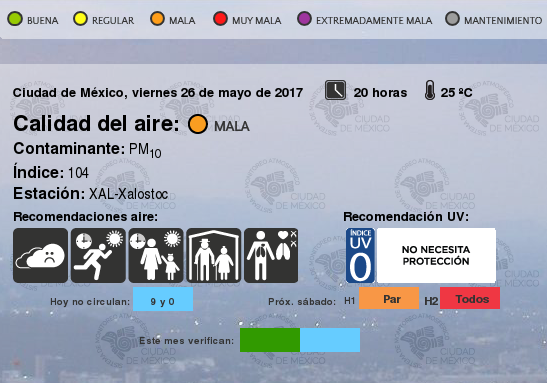 BUENA REGULAR MALA MUY MALA EXTREMADAMENTE MALA MANTENIMIENTO
Ciudad de México, viernes 26 de mayo de 2017 20 horas 25 ºC
Calidad del aire: MALA
Contaminante: PM10
Índice: 104
Estación: XAL-Xalostoc
Recomendaciones aire: Recomendación UV:
ÍNDICE
UV
0
NO NECESITA
PROTECCIÓN
Hoy no circulan: 9 y 0 Próx. sábado: H1 Par H2 Todos
Este mes verifican:
CIUDAD
DE MÉXICO